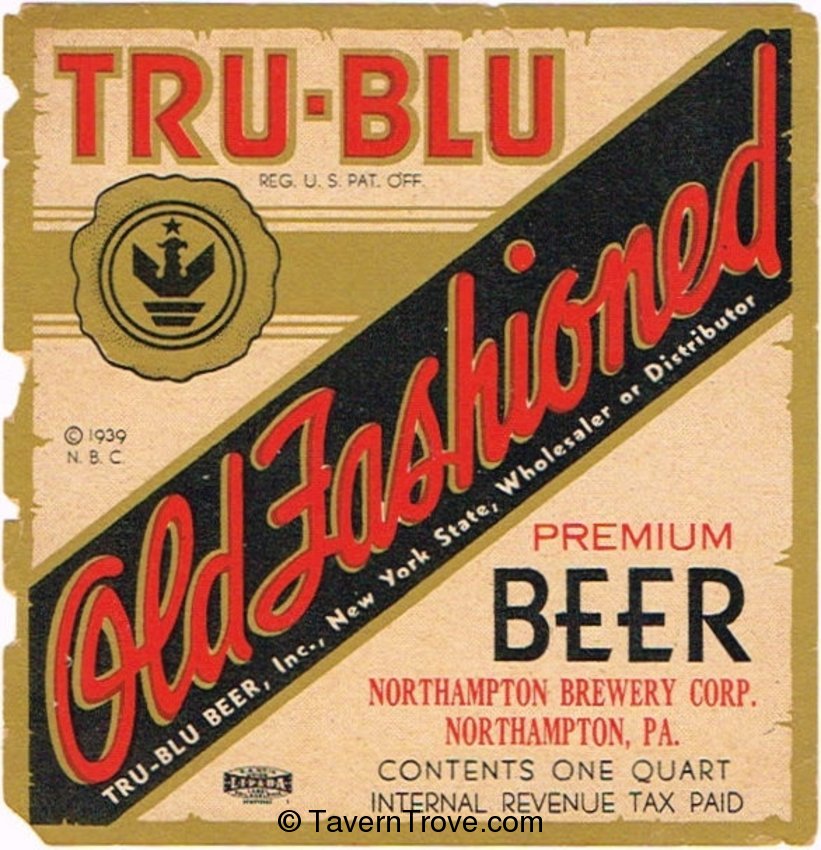 TRU-BLU
REG. U. S. PAT. OFF.
© 1939
N. B. C.
Old Fashioned
TRU-BLU BEER, Inc., New York State, Wholesaler or Distributor
PREMIUM
BEER
NORTHAMPTON BREWERY CORP.
NORTHAMPTON, PA.
CONTENTS ONE QUART
INTERNAL REVENUE TAX PAID
© TavernTrove.com